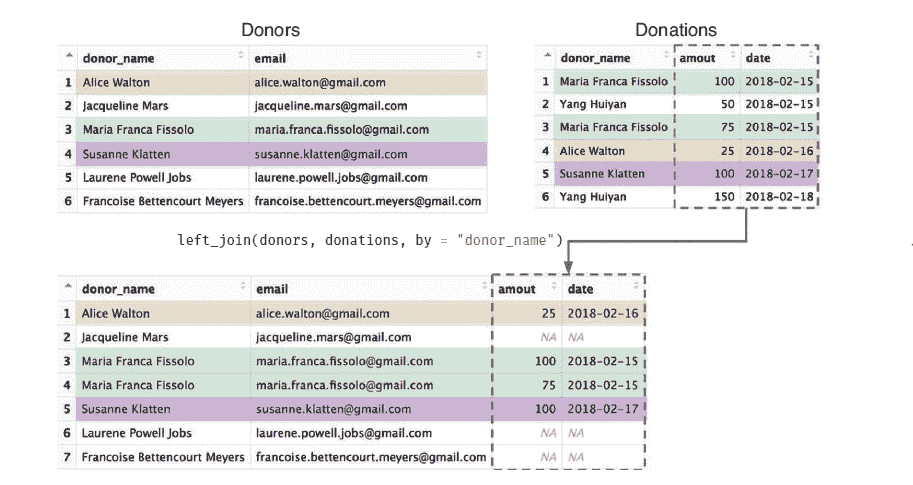 Donors
donor_name email
1 Alice Walton alice.walton@gmail.com
2 Jacqueline Mars jacqueline.mars@gmail.com
3 Maria Franca Fissolo maria.franca.fissolo@gmail.com
4 Susanne Klatten susanne.klatten@gmail.com
5 Laurene Powell Jobs laurene.powell.jobs@gmail.com
6 Francoise Bettencourt Meyers francoise.bettencourt.meyers@gmail.com
Donations
donor_name amout date
1 Maria Franca Fissolo 100 2018-02-15
2 Yang Huiyan 50 2018-02-15
3 Maria Franca Fissolo 75 2018-02-15
4 Alice Walton 25 2018-02-16
5 Susanne Klatten 100 2018-02-17
6 Yang Huiyan 150 2018-02-18
left_join(donors, donations, by = "donor_name")
donor_name email amout date
1 Alice Walton alice.walton@gmail.com 25 2018-02-16
2 Jacqueline Mars jacqueline.mars@gmail.com NA NA
3 Maria Franca Fissolo maria.franca.fissolo@gmail.com 100 2018-02-15
4 Maria Franca Fissolo maria.franca.fissolo@gmail.com 75 2018-02-15
5 Susanne Klatten susanne.klatten@gmail.com 100 2018-02-17
6 Laurene Powell Jobs laurene.powell.jobs@gmail.com NA NA
7 Francoise Bettencourt Meyers francoise.bettencourt.meyers@gmail.com NA NA